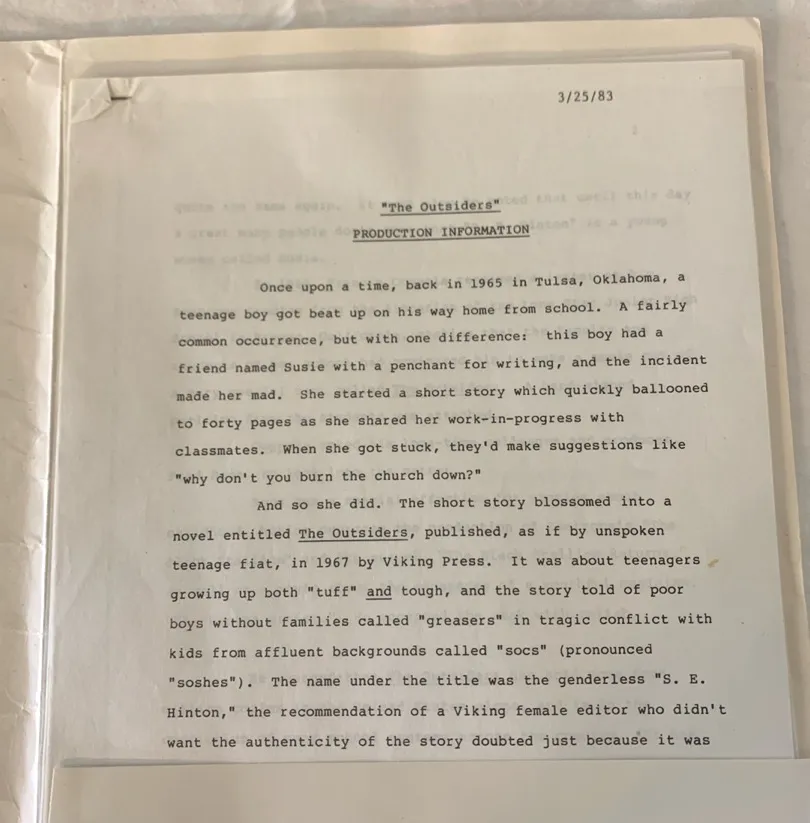 3/25/83
"The Outsiders"
PRODUCTION INFORMATION
Once upon a time, back in 1965 in Tulsa, Oklahoma, a
teenage boy got beat up on his way home from school. A fairly
common occurrence, but with one difference: this boy had a
friend named Susie with a penchant for writing, and the incident
made her mad. She started a short story which quickly ballooned
to forty pages as she shared her work-in-progress with
classmates. When she got stuck, they'd make suggestions like
"why don't you burn the church down?"
And so she did. The short story blossomed into a
novel entitled The Outsiders, published, as if by unspoken
teenage fiat, in 1967 by Viking Press. It was about teenagers
growing up both "tuff" and tough, and the story told of poor
boys without families called "greasers" in tragic conflict with
kids from affluent backgrounds called "socs" (pronounced
"soshes"). The name under the title was the genderless "S. E.
Hinton," the recommendation of a Viking female editor who didn't
want the authenticity of the story doubted just because it was